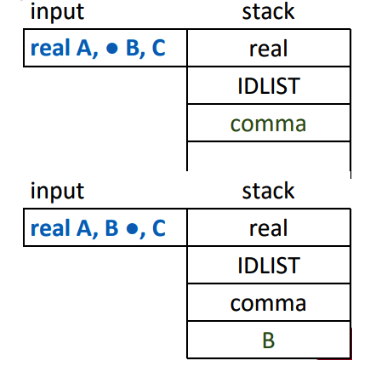 input stack
real A, ● B, C real
IDLIST
comma
input stack
real A, B ●, C real
IDLIST
comma
B